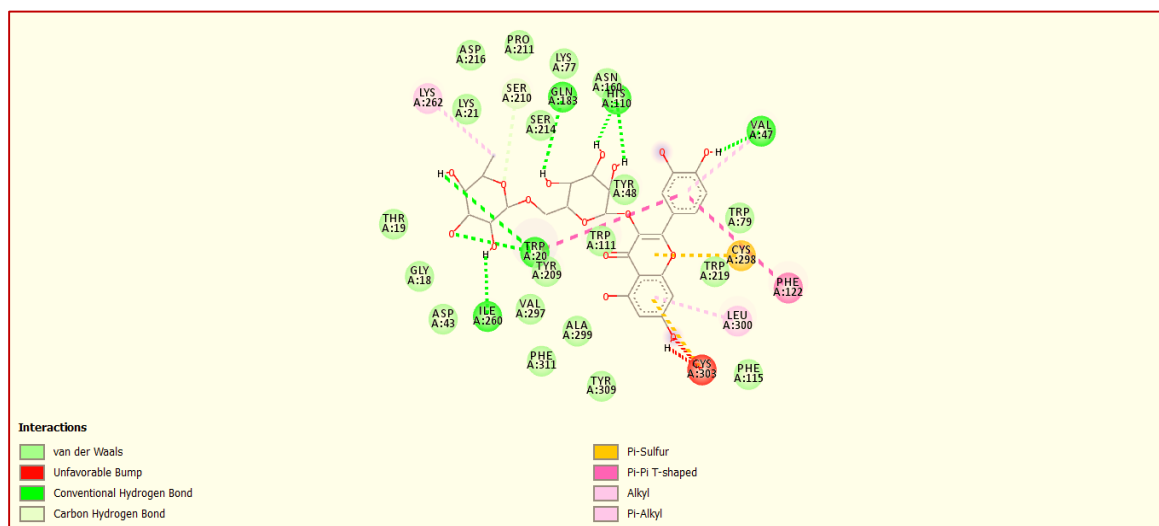 PRO
A:211
ASP
A:216
LYS
A:77
ASN
A:160
LYS
A:262
SER
A:210
GLN
A:183
HIS
A:110
LYS
A:21
SER
A:214
VAL
A:47
H
O
H
O
H
O
H
O
O
H
O
O
TYR
A:48
H
O
O
O
O
O
TRP
A:79
THR
A:19
O
TRP
A:111
TRP
A:20
CYS
A:298
O
O
H
TYR
A:209
TRP
A:219
GLY
A:18
PHE
A:122
O
VAL
A:297
ASP
A:43
ILE
A:260
LEU
A:300
ALA
A:299
O
H
PHE
A:311
CYS
A:303
PHE
A:115
TYR
A:309
Interactions
van der Waals
Unfavorable Bump
Conventional Hydrogen Bond
Carbon Hydrogen Bond
Pi-Sulfur
Pi-Pi T-shaped
Alkyl
Pi-Alkyl